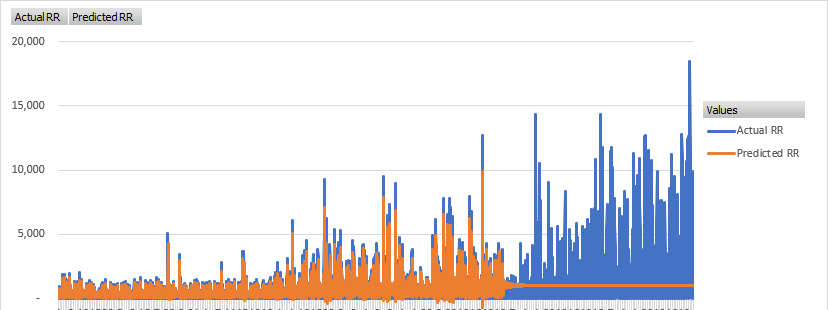 Actual RR Predicted RR
20,000
15,000
Values
Actual RR
10,000
Predicted RR
5,000
-